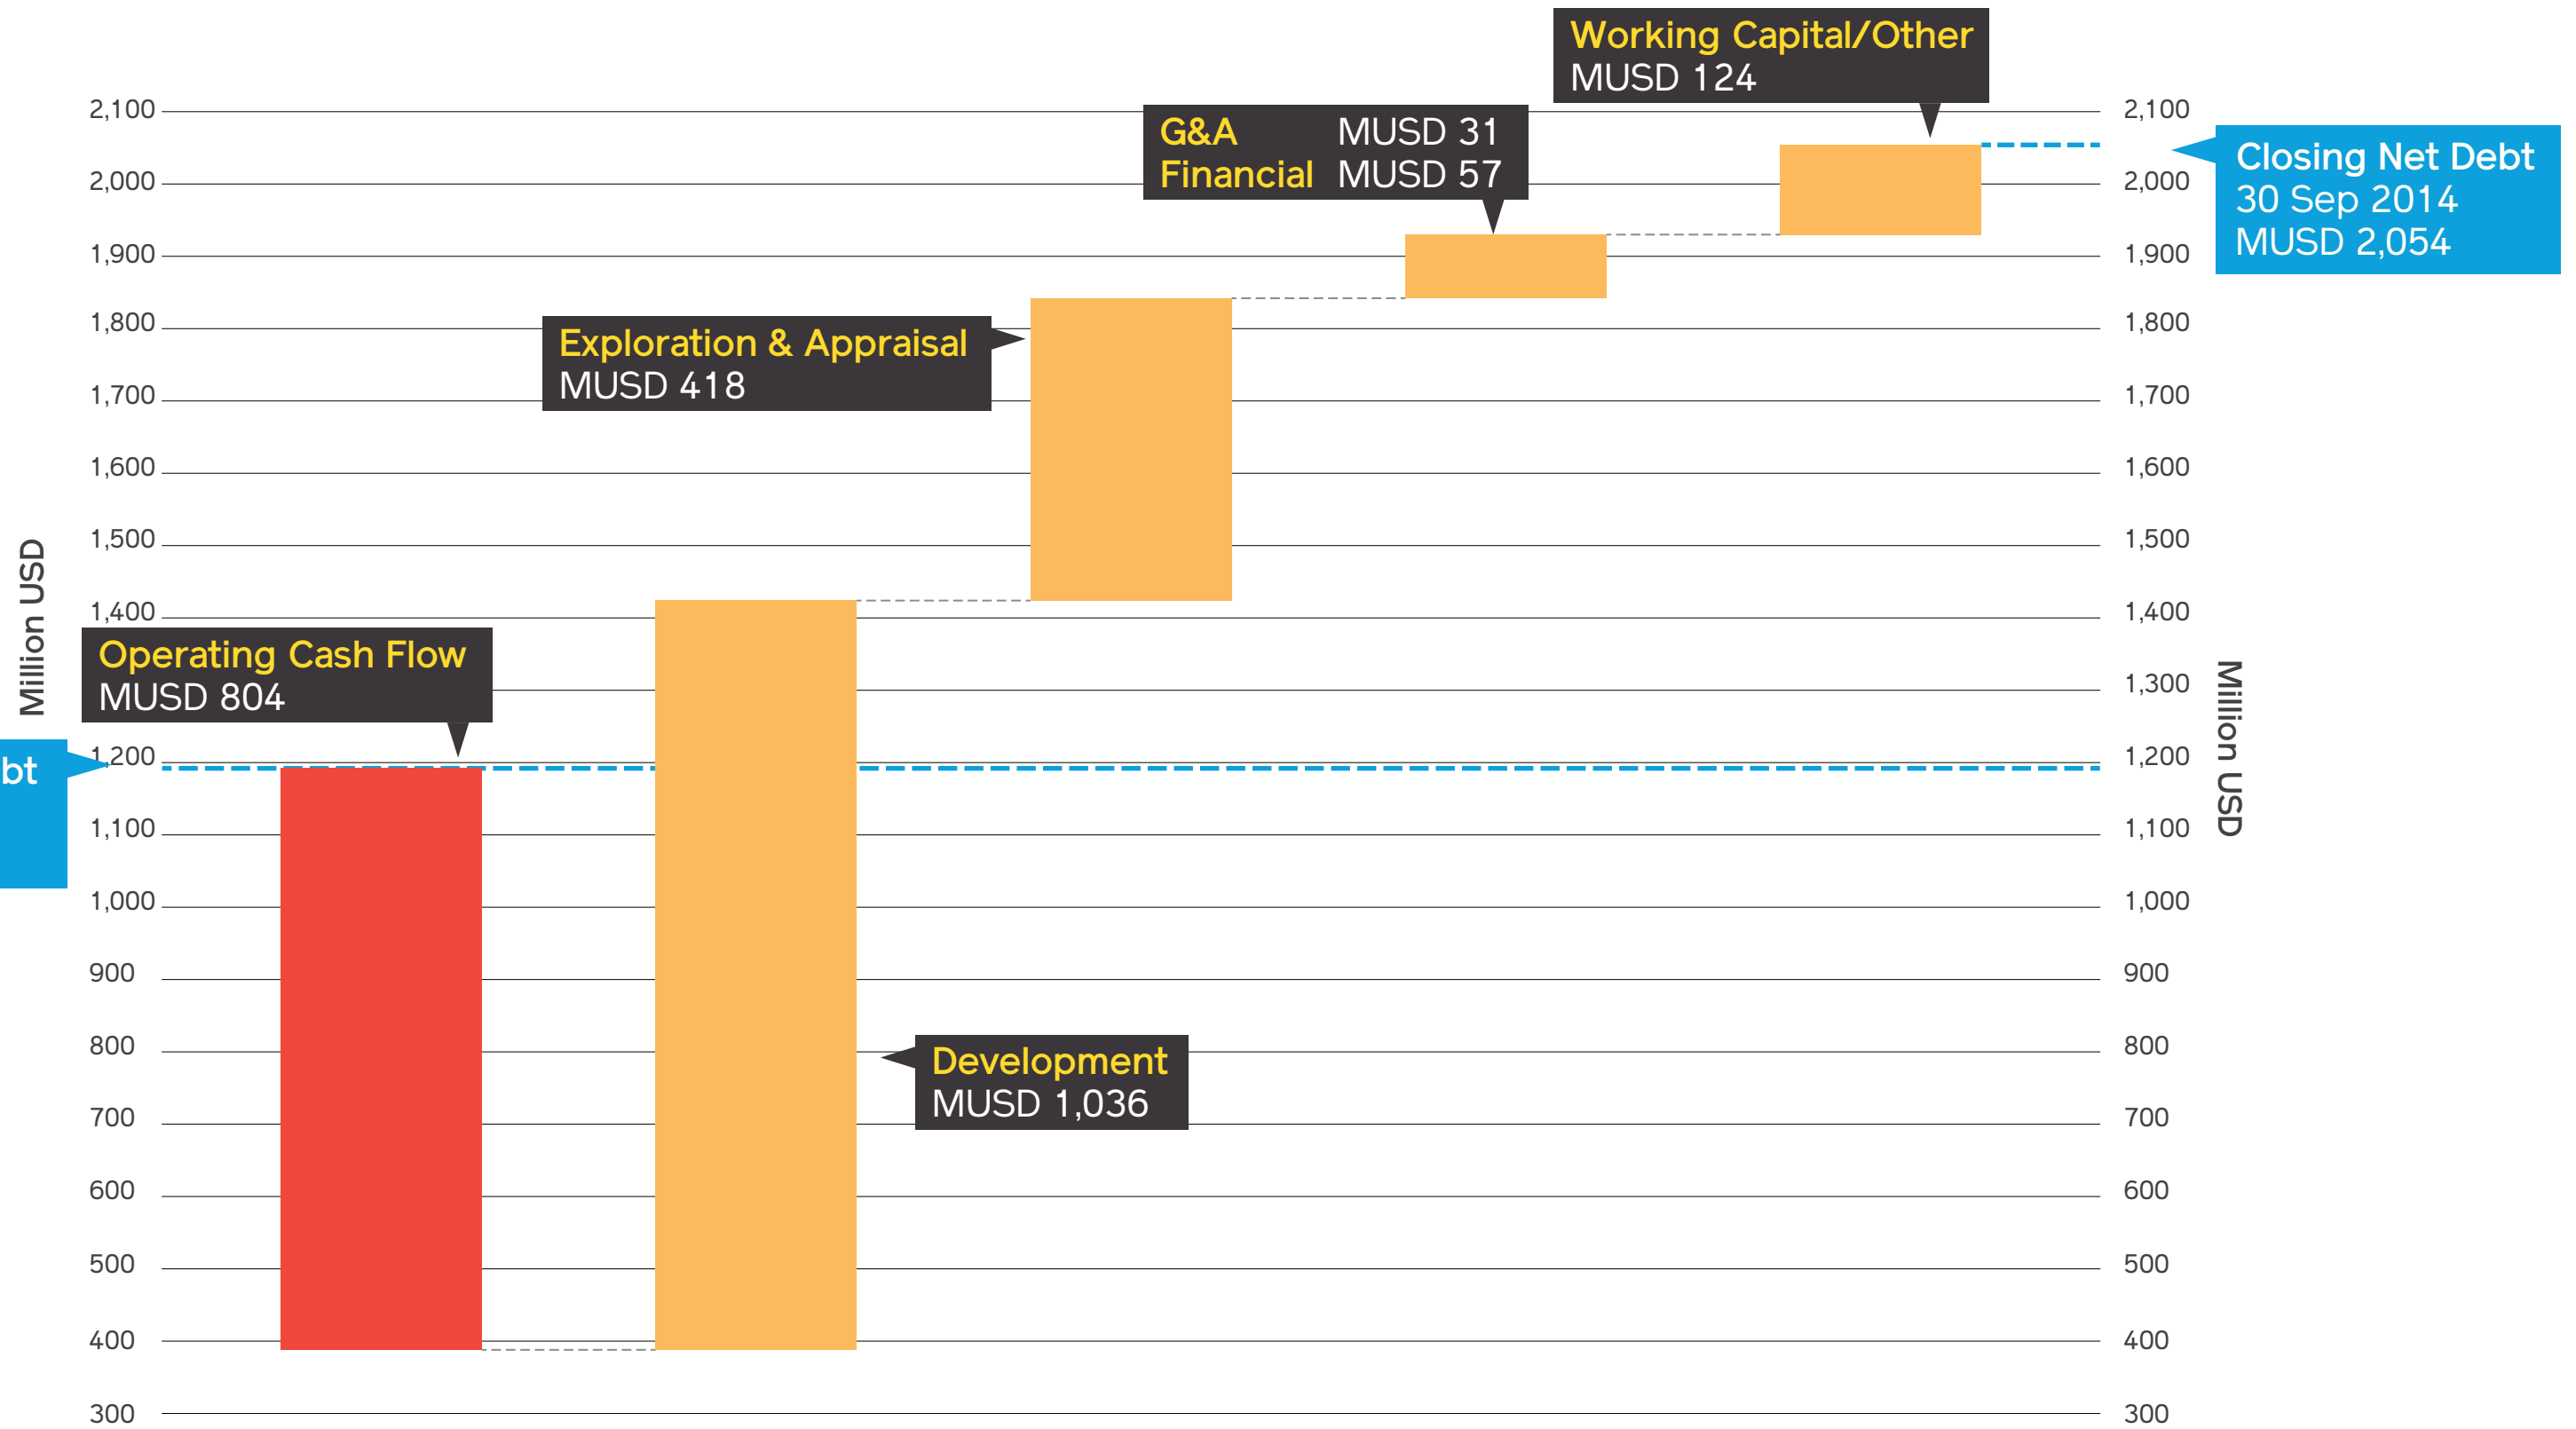 Working Capital/Other
MUSD 124
G&A MUSD 31
Financial MUSD 57
Closing Net Debt
30 Sep 2014
MUSD 2,054
Exploration & Appraisal
MUSD 418
Operating Cash Flow
MUSD 804
bt
Development
MUSD 1,036
Million USD
2,100
2,000
1,900
1,800
1,700
1,600
1,500
1,400
1,200
1,100
1,000
900
800
700
600
500
400
300
2,100
2,000
1,900
1,800
1,700
1,600
1,500
1,400
1,300
1,200
1,100
1,000
900
800
700
600
500
400
300
Million USD